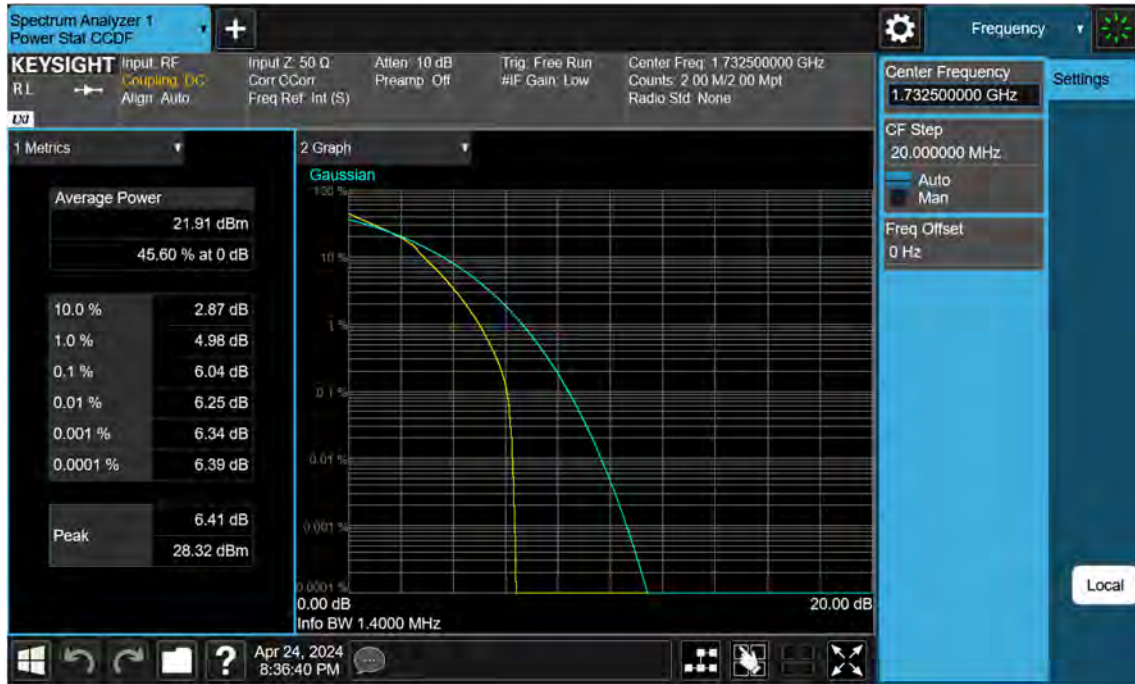 Spectrum Analyzer 1
Power Stat CCDF
+
Frequency
KEYSIGHT
RL
LXI
Input: RF
Coupling: DC
Align: Auto
Input Z: 50 Ω
Corr CCorr
Freq Ref: Int (S)
Atten: 10 dB
Preamp: Off
Trig: Free Run
#IF Gain: Low
Center Freq: 1.732500000 GHz
Counts: 2.00 M/2.00 Mpt
Radio Std: None
Center Frequency
1.732500000 GHz
Settings
CF Step
20.000000 MHz
Auto
Man
Freq Offset
0 Hz
1 Metrics
Average Power
21.91 dBm
45.60 % at 0 dB
10.0 % 2.87 dB
1.0 % 4.98 dB
0.1 % 6.04 dB
0.01 % 6.25 dB
0.001 % 6.34 dB
0.0001 % 6.39 dB
Peak
6.41 dB
28.32 dBm
2 Graph
Gaussian
100 %
10 %
1 %
0.1 %
0.01 %
0.001 %
0.0001 %
0.00 dB 20.00 dB
Info BW 1.4000 MHz
Local
?
Apr 24, 2024
8:36:40 PM